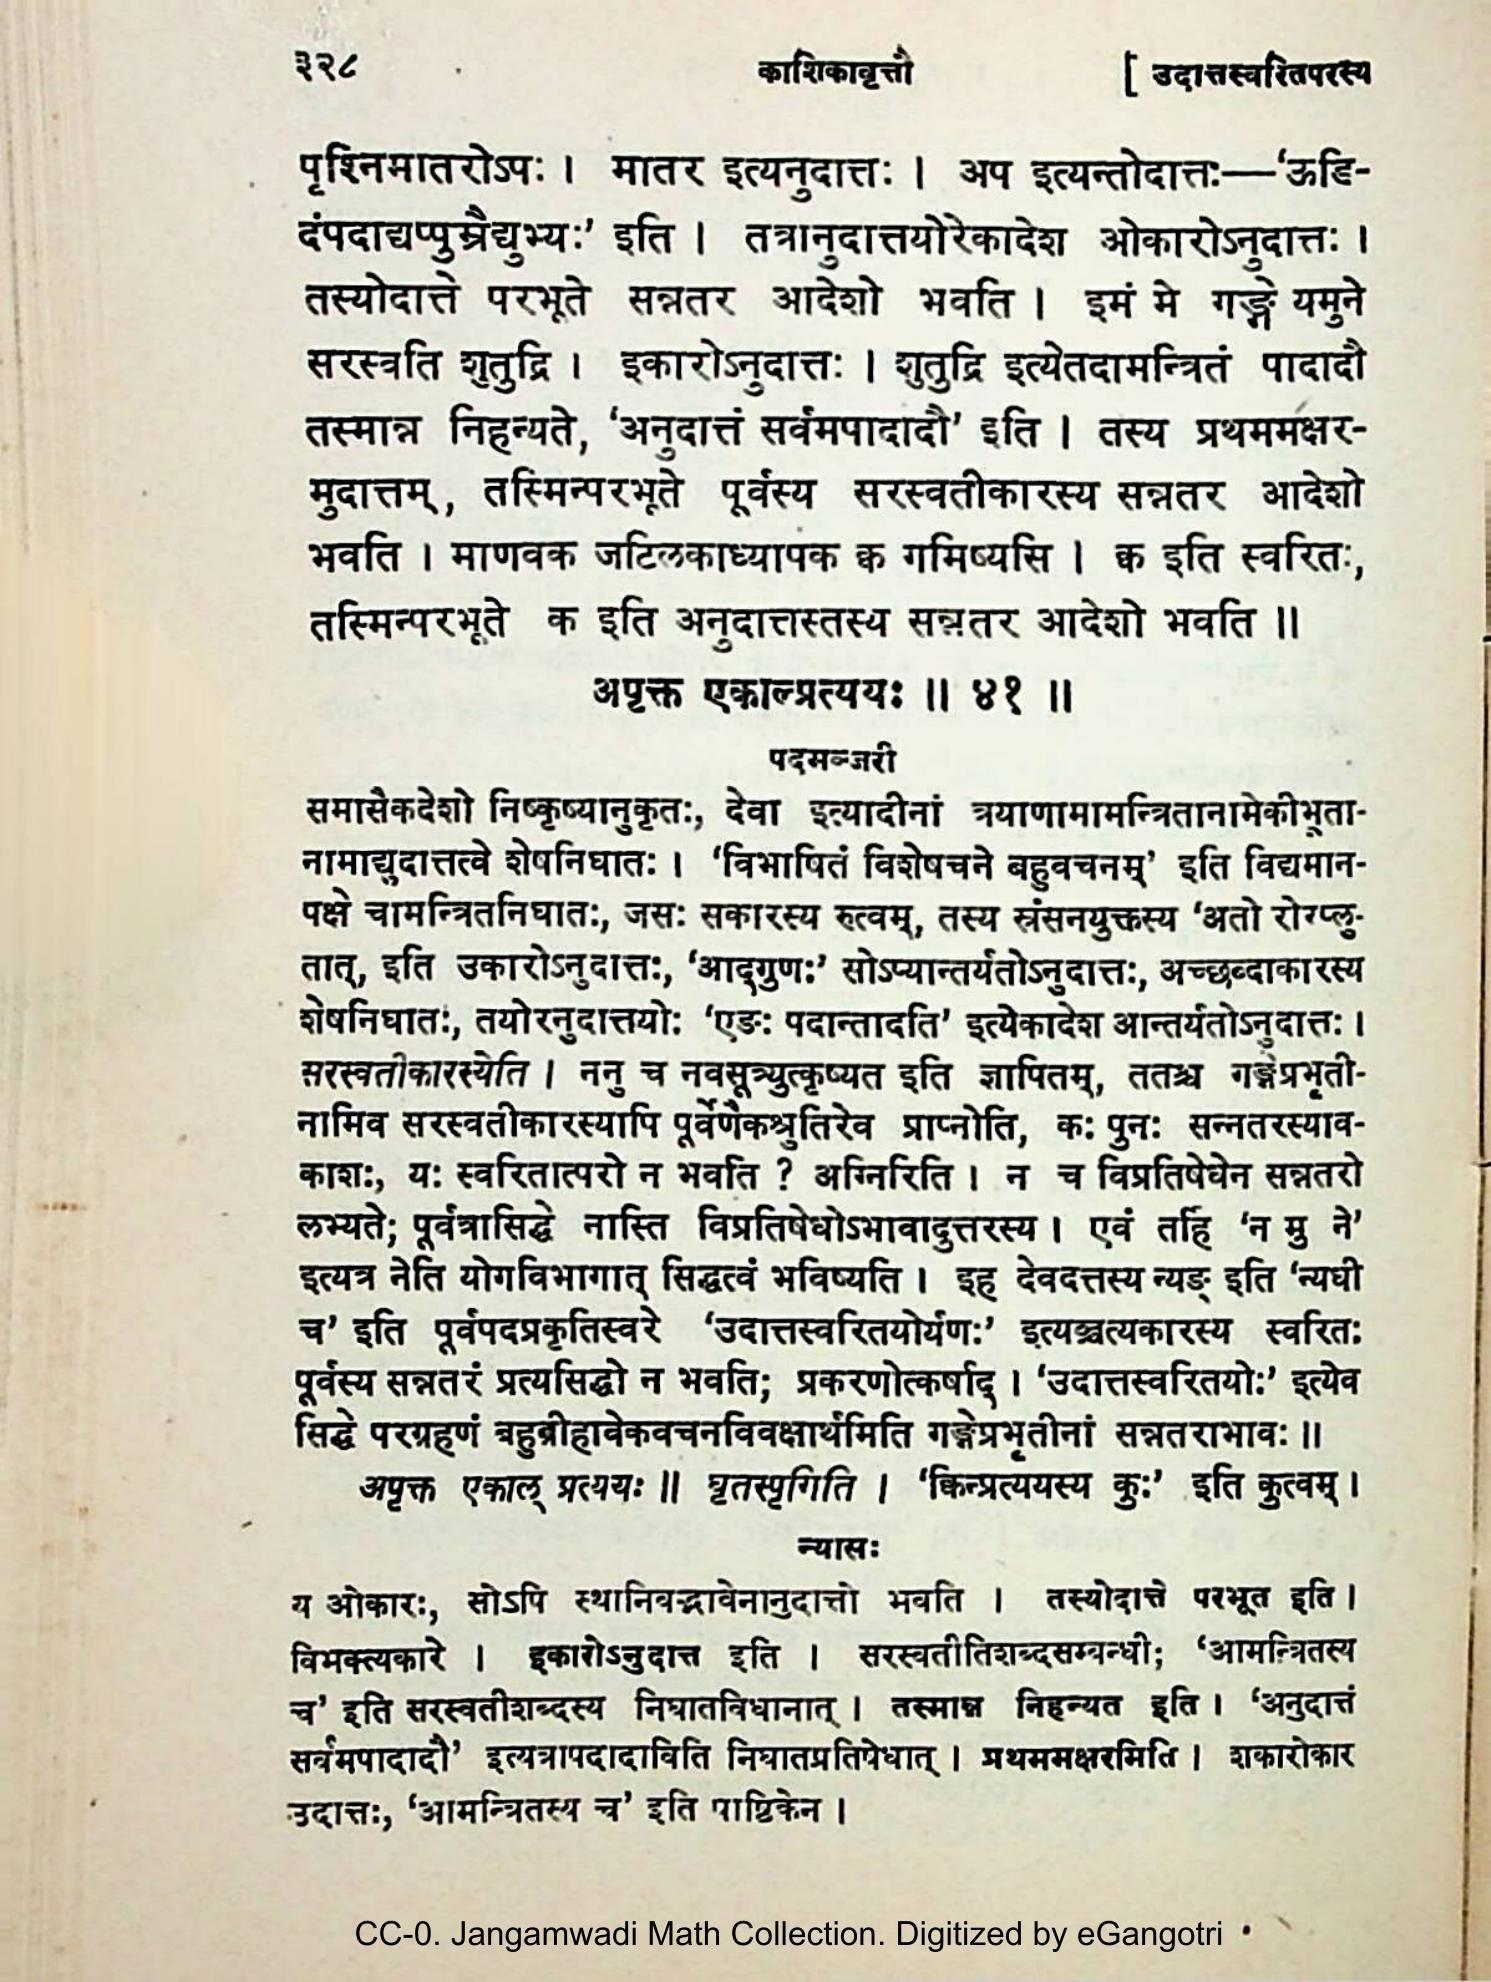 ३२८ काशिकावृत्तौ [ उदात्तस्वरितपरस्य
पृश्निमातरोऽपः । मातर इत्यनुदात्तः । अप इत्यन्तोदात्तः—‘ऊडि-
दंपदाद्यप्पुम्रैद्युभ्यः’ इति । तत्रानुदात्तयोरेकादेश ओकारोऽनुदात्तः ।
तस्योदात्ते परभूते सन्नतर आदेशो भवति । इमं मे गङ्गे यमुने
सरस्वति शुतुद्रि । इकारोऽनुदात्तः । शुतुद्रि इत्येतदामन्त्रितं पादादौ
तस्मान्न निहन्यते, ‘अनुदात्तं सर्वमपादादौ’ इति । तस्य प्रथममक्षर-
मुदात्तम्, तस्मिन्परभूते पूर्वस्य सरस्वतीकारस्य सन्नतर आदेशो
भवति । माणवक जटिलकाध्यापक क्व गमिष्यसि । क्व इति स्वरितः,
तस्मिन्परभूते क इति अनुदात्तस्तस्य सन्नतर आदेशो भवति ॥
अपृक्त एकाल्प्रत्ययः ॥ ४१ ॥
पदमञ्जरी
समासैकदेशो निष्कृष्यानुकृतः, देवा इत्यादीनां त्रयाणामामन्त्रितानामेकीभूता-
नामाद्युदात्तत्वे शेषनिघातः । ‘विभाषितं विशेषचने बहुवचनम्’ इति विद्यमान-
पक्षे चामन्त्रितनिघातः, जसः सकारस्य रुत्वम्, तस्य स्रंसनयुक्तस्य ‘अतो रोरप्लु-
तात्, इति उकारोऽनुदात्तः, ‘आद्गुणः’ सोऽप्यान्तर्यतोऽनुदात्तः, अच्छब्दाकारस्य
शेषनिघातः, तयोरनुदात्तयोः ‘एङः पदान्तादति’ इत्येकादेश आन्तर्यतोऽनुदात्तः ।
सरस्वतीकारस्येति । ननु च नवसूत्र्युत्कृष्यत इति ज्ञापितम्, ततश्च गङ्गेप्रभृती-
नामिव सरस्वतीकारस्यापि पूर्वेणैकश्रुतिरेव प्राप्नोति, कः पुनः सन्नतरस्याव-
काशः, यः स्वरितात्परो न भवति ? अग्निरिति । न च विप्रतिषेधेन सन्नतरो
लभ्यते; पूर्वत्रासिद्धे नास्ति विप्रतिषेधोऽभावादुत्तरस्य । एवं तर्हि ‘न मु ने’
इत्यत्र नेति योगविभागात् सिद्धत्वं भविष्यति । इह देवदत्तस्य न्यङ् इति ‘न्यधी
च’ इति पूर्वपदप्रकृतिस्वरे ‘उदात्तस्वरितयोर्यणः’ इत्यञ्चत्यकारस्य स्वरितः
पूर्वस्य सन्नतरं प्रत्यसिद्धो न भवति; प्रकरणोत्कर्षाद् । ‘उदात्तस्वरितयोः’ इत्येव
सिद्धे परग्रहणं बहुव्रीहावेकवचनविवक्षार्थमिति गङ्गेप्रभृतीनां सन्नतराभावः ॥
अपृक्त एकाल् प्रत्ययः ॥ घृतस्पृगिति । ‘क्विन्प्रत्ययस्य कुः’ इति कुत्वम् ।
न्यासः
य ओकारः, सोऽपि स्थानिवद्भावेनानुदात्तो भवति । तस्योदात्ते परभूत इति ।
विभक्त्यकारे । इकारोऽनुदात्त इति । सरस्वतीतिशब्दसम्बन्धी; ‘आमन्त्रितस्य
च’ इति सरस्वतीशब्दस्य निघातविधानात् । तस्मान्न निहन्यत इति । ‘अनुदात्तं
सर्वमपादादौ’ इत्यत्रापदादाविति निघातप्रतिषेधात् । प्रथममक्षरमिति । शकारोकार
उदात्तः, ‘आमन्त्रितस्य च’ इति पाष्ठिकेन ।
CC-0. Jangamwadi Math Collection. Digitized by eGangotri